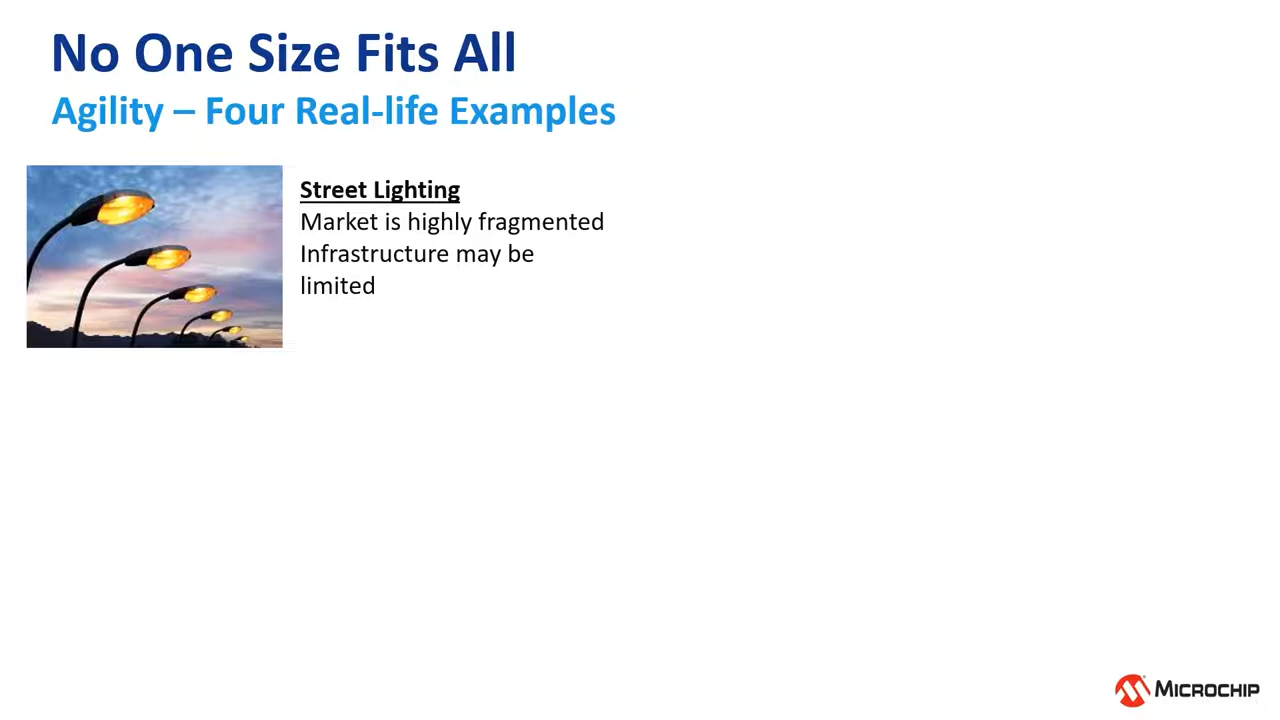 No One Size Fits All
Agility – Four Real-life Examples
Street Lighting
Market is highly fragmented
Infrastructure may be
limited
MICROCHIP